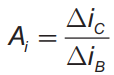 A_i = Δi_C / Δi_B